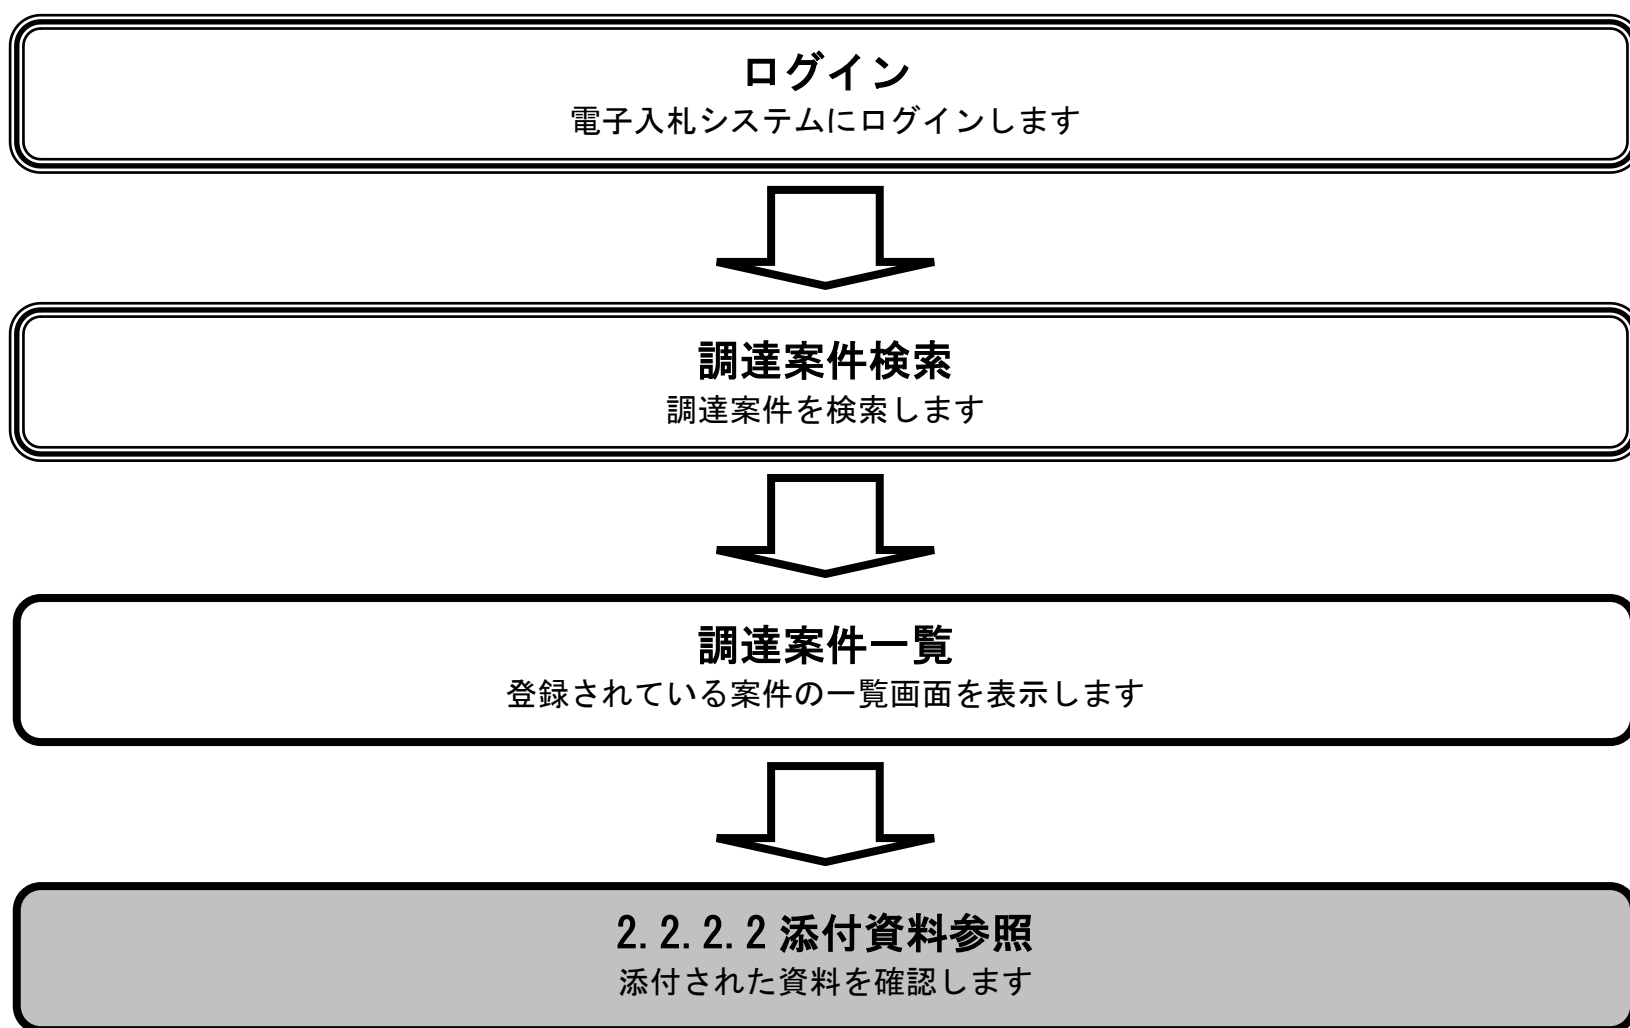 ログイン
電子入札システムにログインします
調達案件検索
調達案件を検索します
調達案件一覧
登録されている案件の一覧画面を表示します
2.2.2.2 添付資料参照
添付された資料を確認します